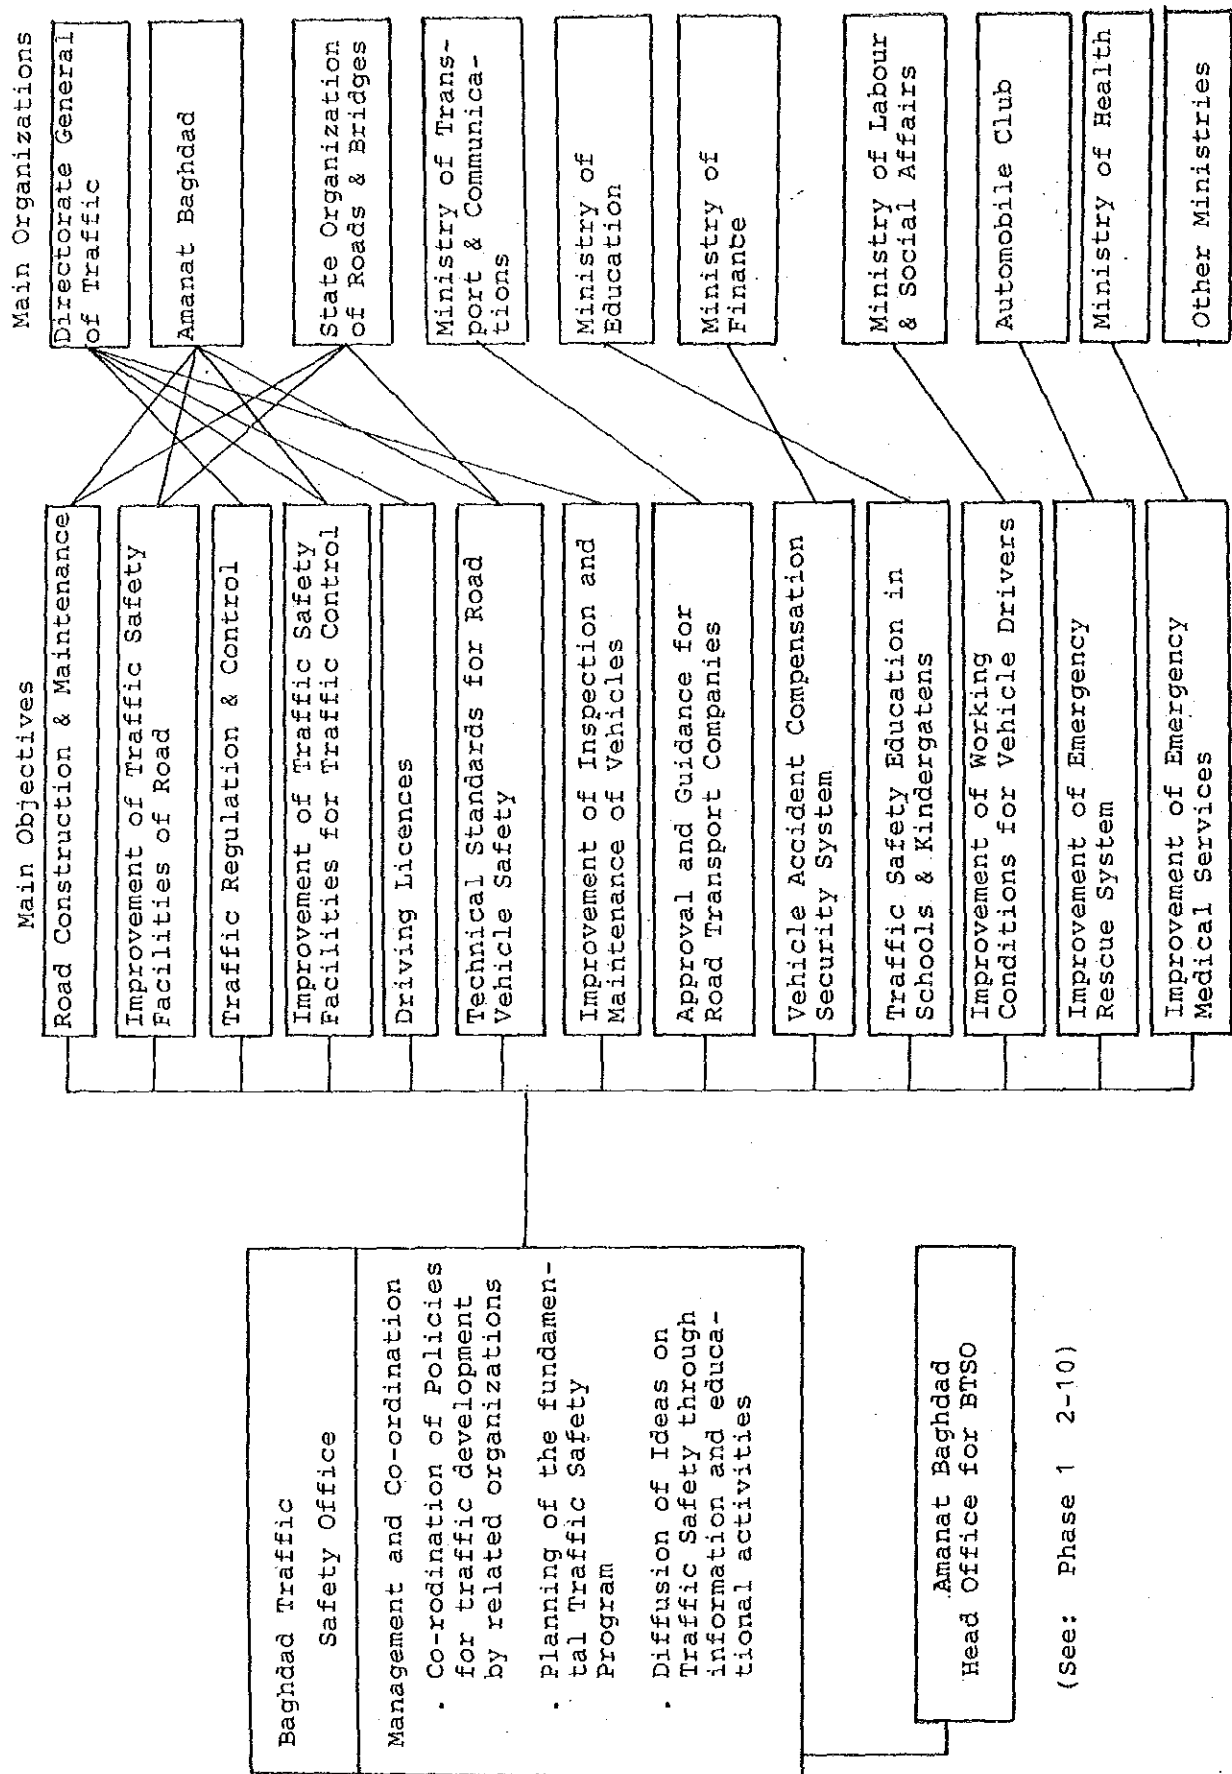 Baghdad Traffic
Safety Office
Management and Co-ordination
· Co-rodination of Policies
for traffic development
by related organizations
· Planning of the fundamen-
tal Traffic Safety
Program
· Diffusion of Ideas on
Traffic Safety through
information and educa-
tional activities
Amanat Baghdad
Head Office for BTSO
(See: Phase 1 2-10)
Main Objectives
Road Construction & Maintenance
Improvement of Traffic Safety
Facilities of Road
Traffic Regulation & Control
Improvement of Traffic Safety
Facilities for Traffic Control
Driving Licences
Technical Standards for Road
Vehicle Safety
Improvement of Inspection and
Maintenance of Vehicles
Approval and Guidance for
Road Transport Companies
Vehicle Accident Compensation
Security System
Traffic Safety Education in
Schools & Kindergatens
Improvement of Working
Conditions for Vehicle Drivers
Improvement of Emergency
Rescue System
Improvement of Emergency
Medical Services
Main Organizations
Directorate General
of Traffic
Amanat Baghdad
State Organization
of Roads & Bridges
Ministry of Trans-
port & Communica-
tions
Ministry of
Education
Ministry of
Finance
Ministry of Labour
& Social Affairs
Automobile Club
Ministry of Health
Other Ministries